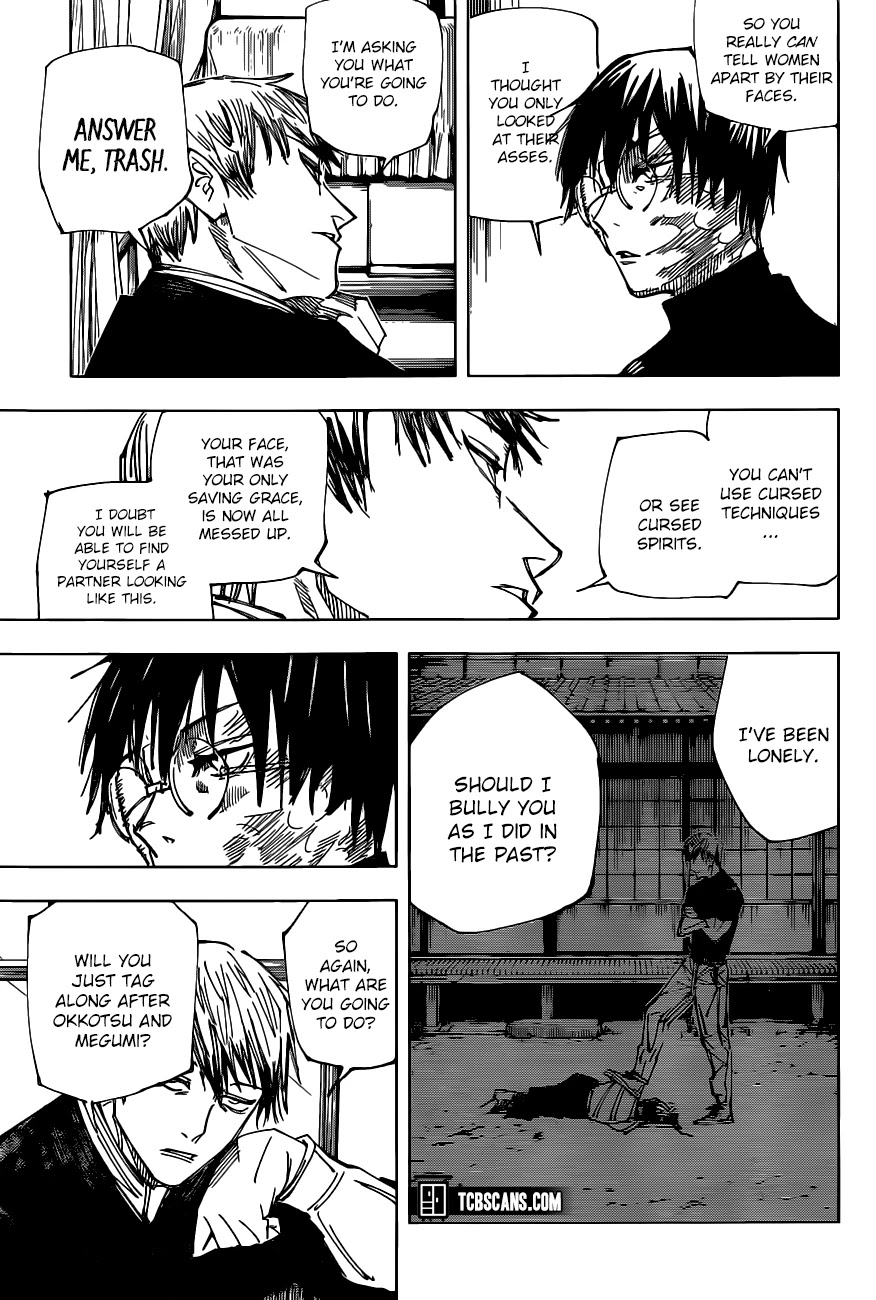 SO YOU
REALLY CAN
TELL WOMEN
APART BY THEIR
FACES.
I
THOUGHT
YOU ONLY
LOOKED
AT THEIR
ASSES.
I'M ASKING
YOU WHAT
YOU'RE GOING
TO DO.
ANSWER
ME, TRASH.
YOU CAN'T
USE CURSED
TECHNIQUES
...
OR SEE
CURSED
SPIRITS.
YOUR FACE,
THAT WAS
YOUR ONLY
SAVING GRACE,
IS NOW ALL
MESSED UP.
I DOUBT
YOU WILL BE
ABLE TO FIND
YOURSELF A
PARTNER LOOKING
LIKE THIS.
I'VE BEEN
LONELY.
SHOULD I
BULLY YOU
AS I DID IN
THE PAST?
SO
AGAIN,
WHAT ARE
YOU GOING
TO DO?
WILL YOU
JUST TAG
ALONG AFTER
OKKOTSU AND
MEGUMI?
TCBSCANS.COM